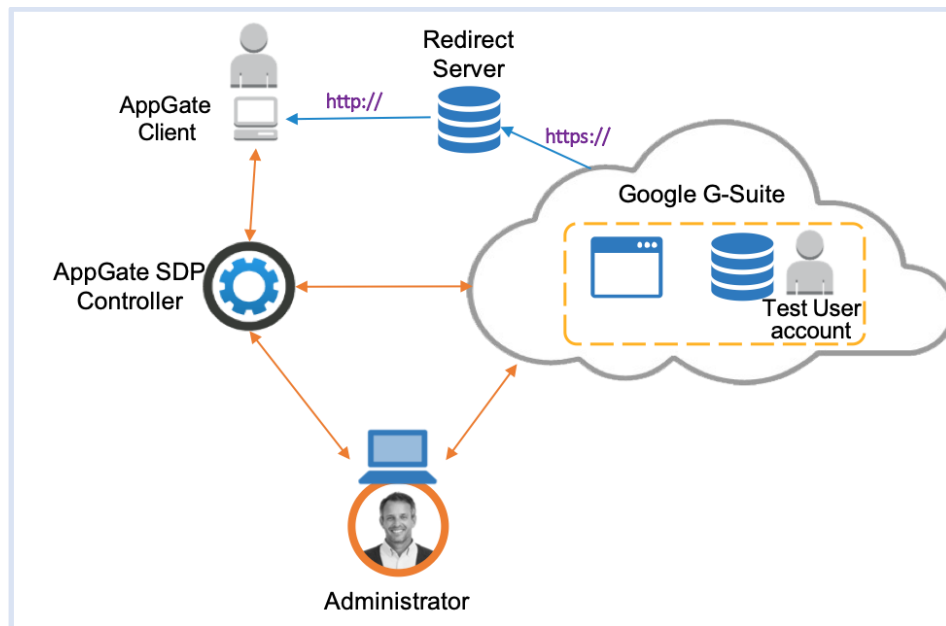 Redirect
Server
AppGate
Client
http://
https://
Google G-Suite
AppGate SDP
Controller
Test User
account
Administrator